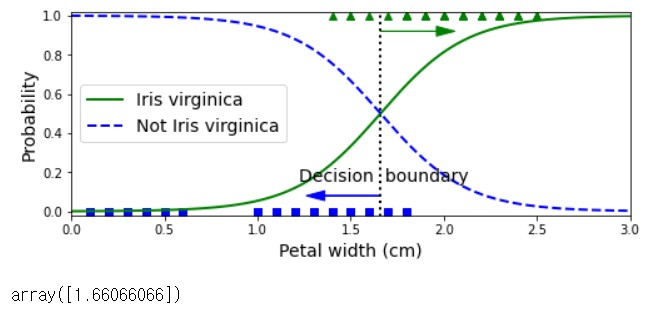 1.0
0.8
0.6
0.4
0.2
0.0
Probability
Iris virginica
Not Iris virginica
Decision boundary
0.0 0.5 1.0 1.5 2.0 2.5 3.0
Petal width (cm)
array([1.66066066])